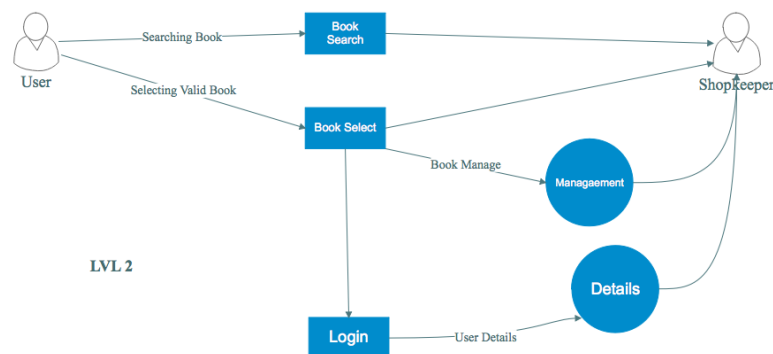 Searching Book
Book
Search
User
Shopkeeper
Selecting Valid Book
Book Select
Book Manage
Managaement
LVL 2
Details
Login
User Details